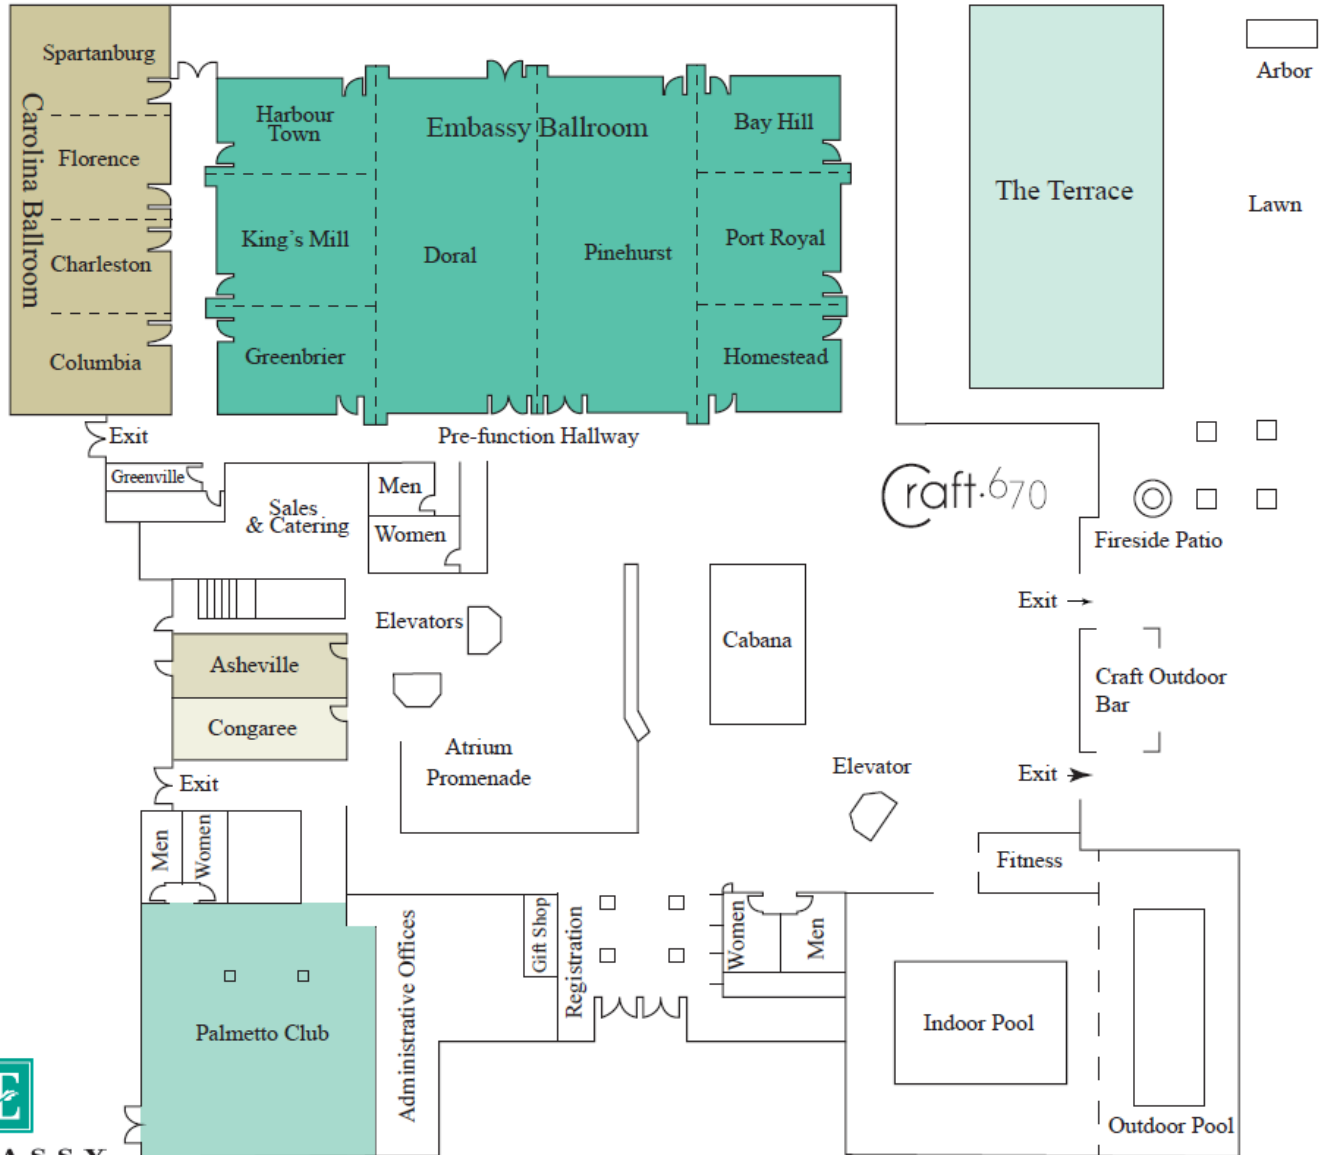 Spartanburg
Carolina Ballroom
Florence
Charleston
Columbia
Harbour
Town
Embassy Ballroom
Bay Hill
King's Mill
Doral
Pinehurst
Port Royal
Greenbrier
Homestead
The Terrace
Arbor
Lawn
Exit
Pre-function Hallway
Greenville
Sales
& Catering
Men
Women
Craft·670
Fireside Patio
Exit
Elevators
Cabana
Craft Outdoor
Bar
Asheville
Congaree
Atrium
Promenade
Exit
Elevator
Exit
Men
Women
Fitness
Administrative Offices
Gift Shop
Registration
Women
Men
Palmetto Club
Indoor Pool
Outdoor Pool
E